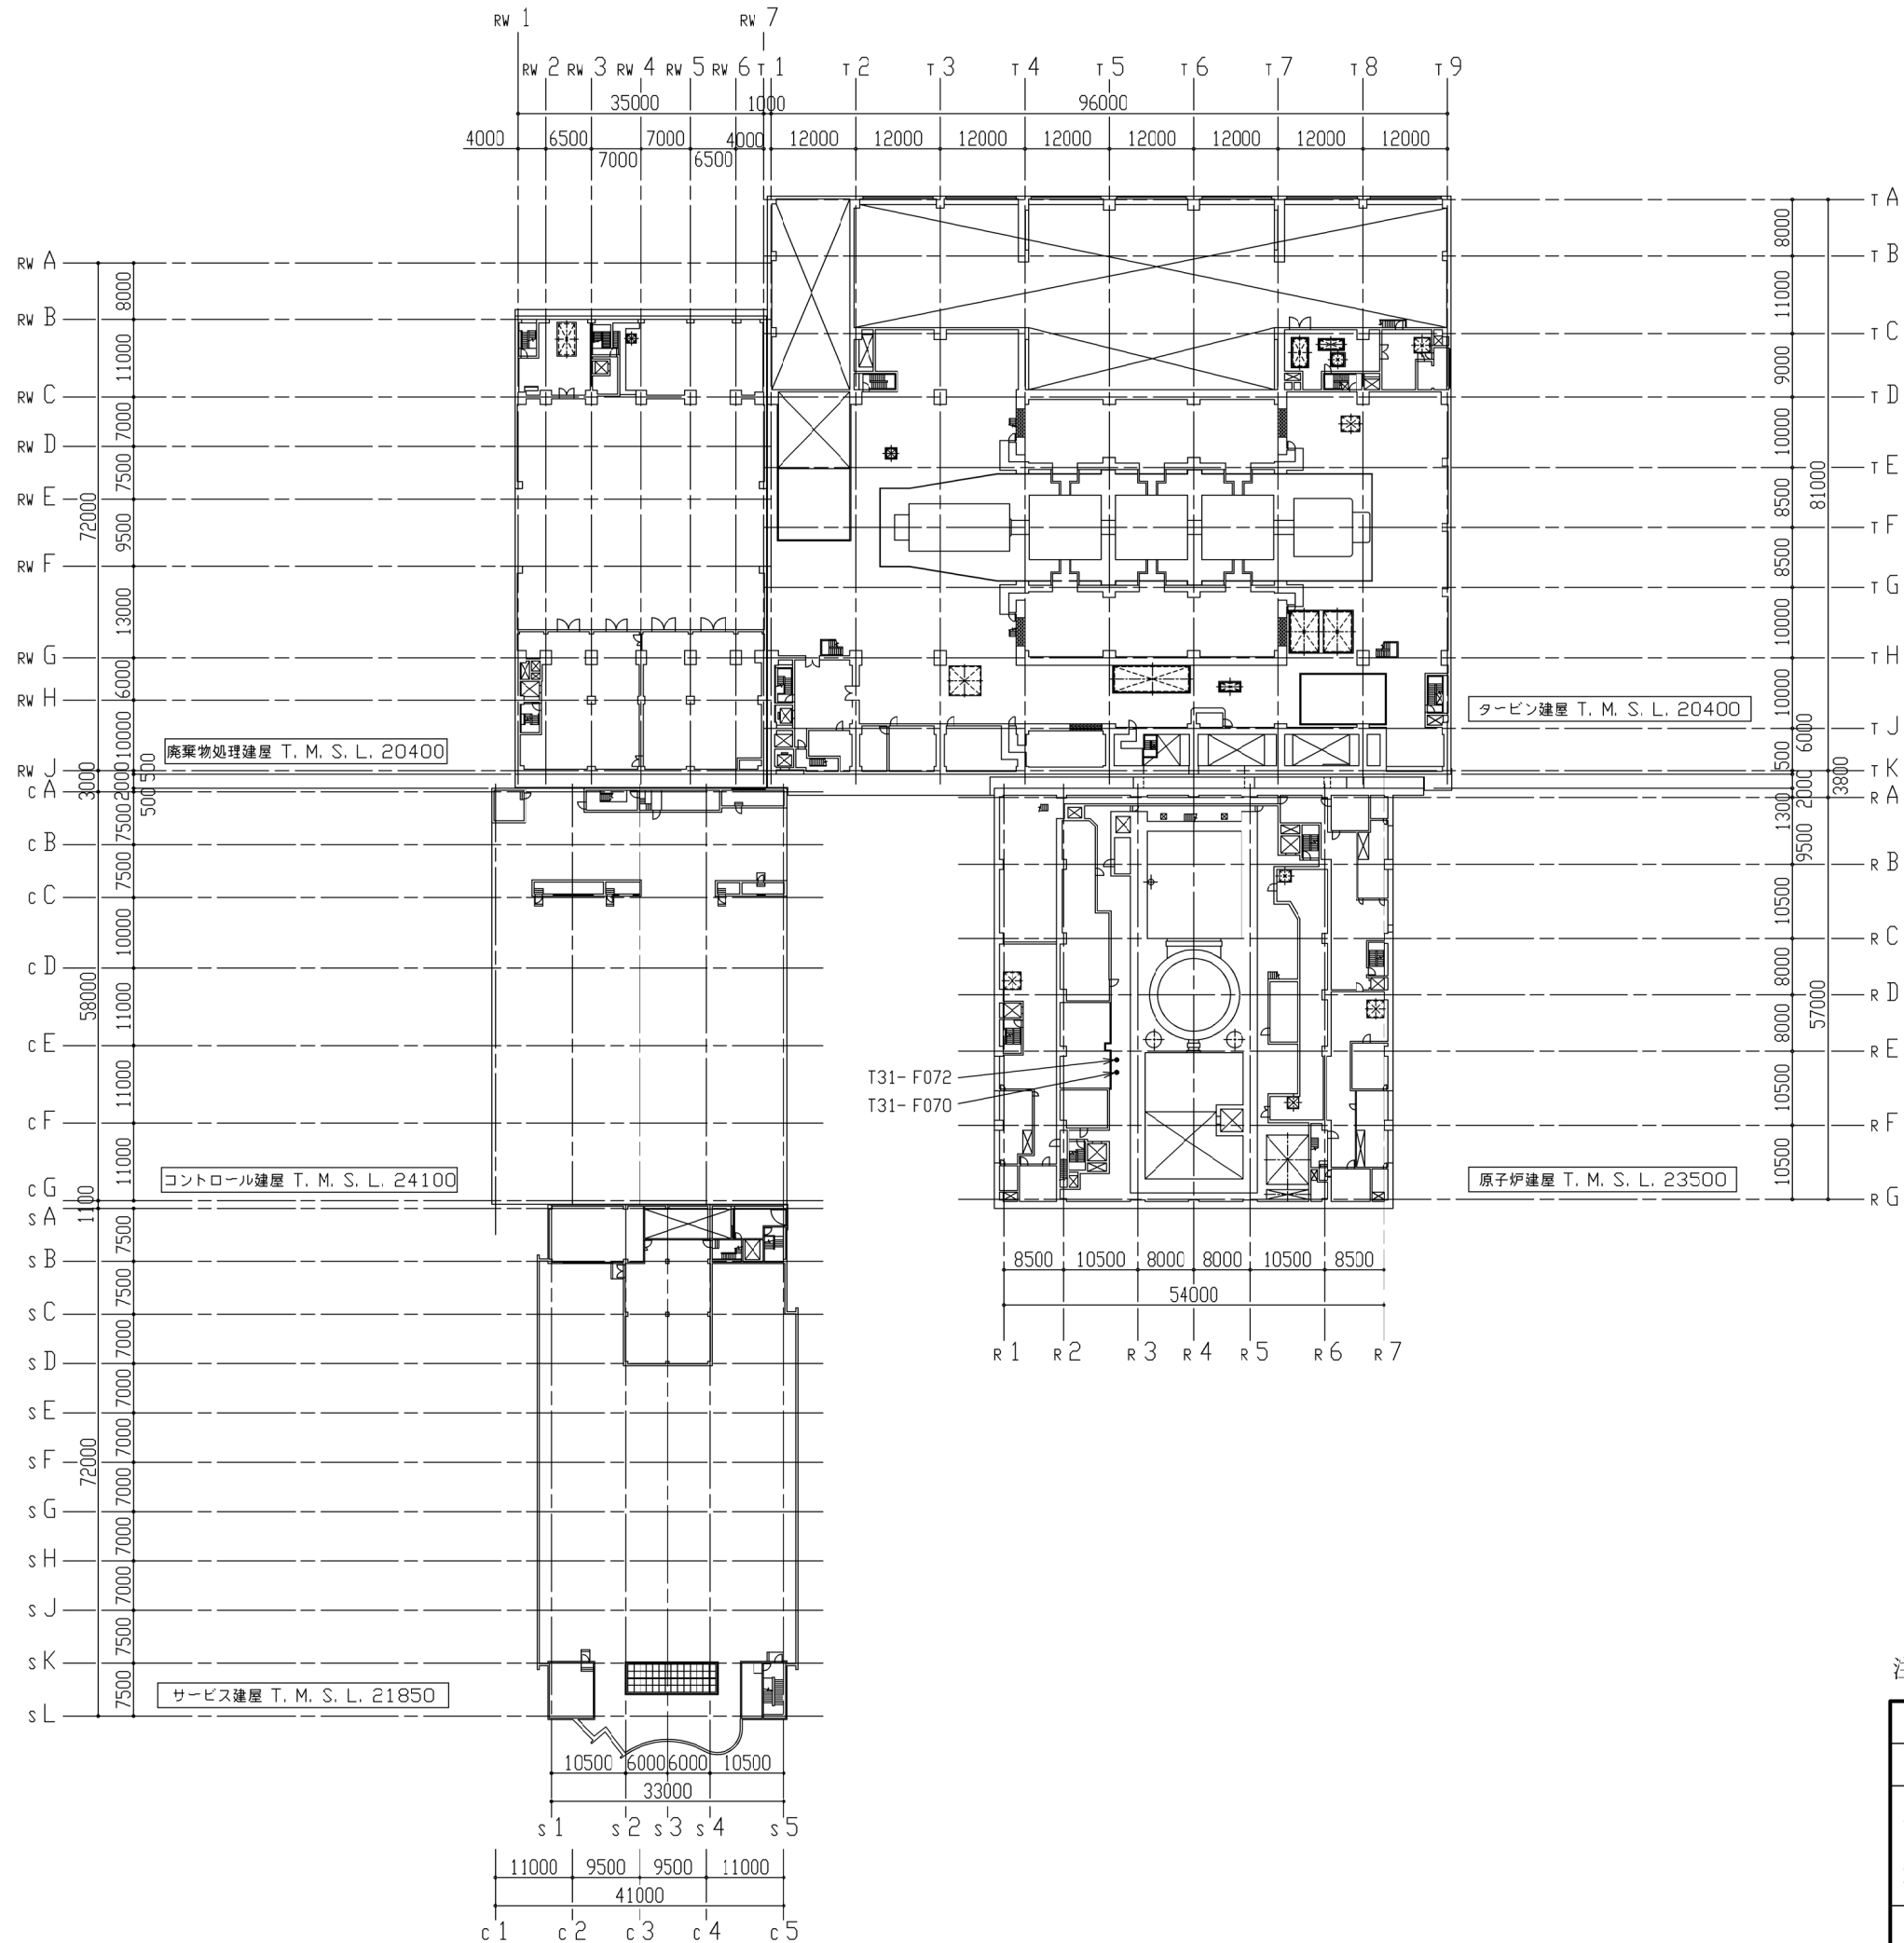 RW 1 RW 7
RW 2 RW 3 RW 4 RW 5 RW 6 T 1 T 2 T 3 T 4 T 5 T 6 T 7 T 8 T 9
35000 1000 96000
4000 6500 7000 7000 6500 4000 12000 12000 12000 12000 12000 12000 12000 12000
RW A
RW B
RW C
RW D
RW E
RW F
RW G
RW H
RW J
8000
11000
7000
7500
9500
13000
6000
10000
72000
2000
3000
500
500
廃棄物処理建屋 T. M. S. L. 20400
T A
T B
T C
T D
T E
T F
T G
T H
T J
T K
8000
11000
9000
10000
8500
8500
10000
10000
6000
81000
500
2000
1300
3800
タービン建屋 T. M. S. L. 20400
c A
c B
c C
c D
c E
c F
c G
7500
7500
10000
11000
11000
11000
58000
1100
コントロール建屋 T. M. S. L. 24100
R A
R B
R C
R D
R E
R F
R G
9500
10500
8000
8000
10500
10500
57000
T31-F072
T31-F070
原子炉建屋 T. M. S. L. 23500
8500 10500 8000 8000 10500 8500
54000
R 1 R 2 R 3 R 4 R 5 R 6 R 7
s A
s B
s C
s D
s E
s F
s G
s H
s J
s K
s L
7500
7500
7000
7000
7000
7000
7000
7000
7500
7500
72000
サービス建屋 T. M. S. L. 21850
10500 6000 6000 10500
33000
s 1 s 2 s 3 s 4 s 5
11000 9500 9500 11000
41000
c 1 c 2 c 3 c 4 c 5